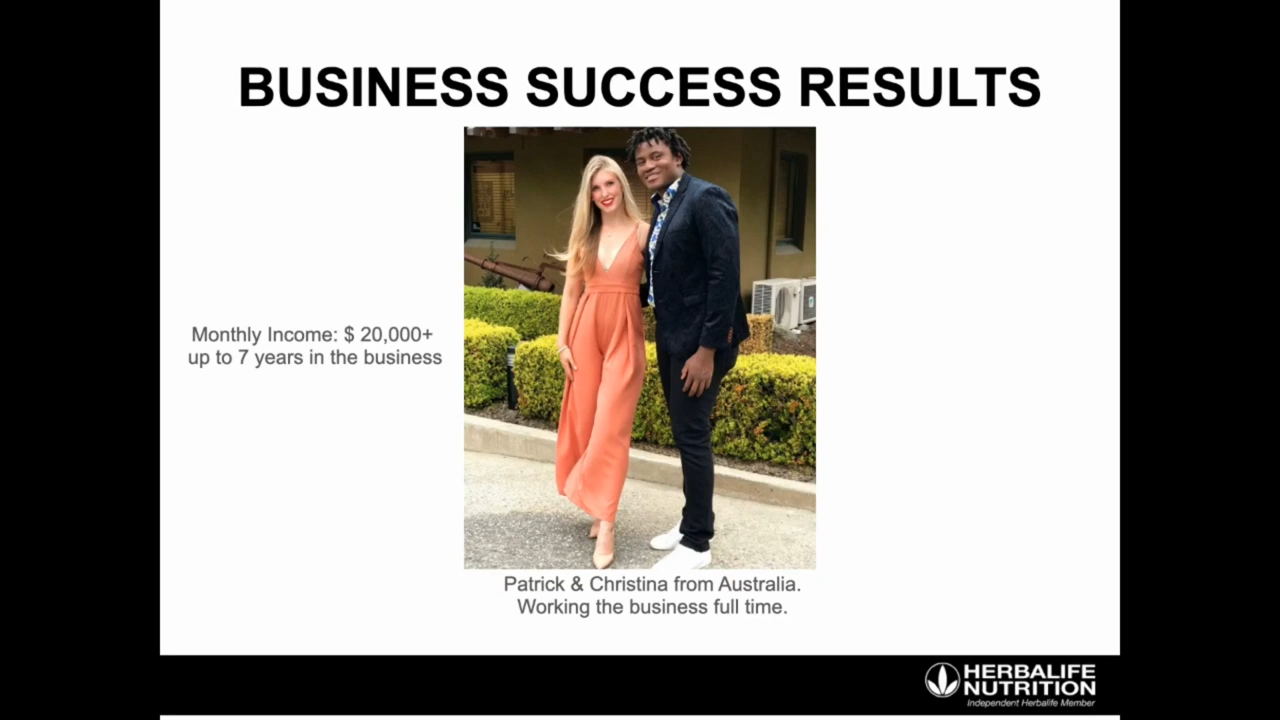 BUSINESS SUCCESS RESULTS
Monthly Income: $ 20,000+
up to 7 years in the business
Patrick & Christina from Australia.
Working the business full time.
HERBALIFE
NUTRITION
Independent Herbalife Member